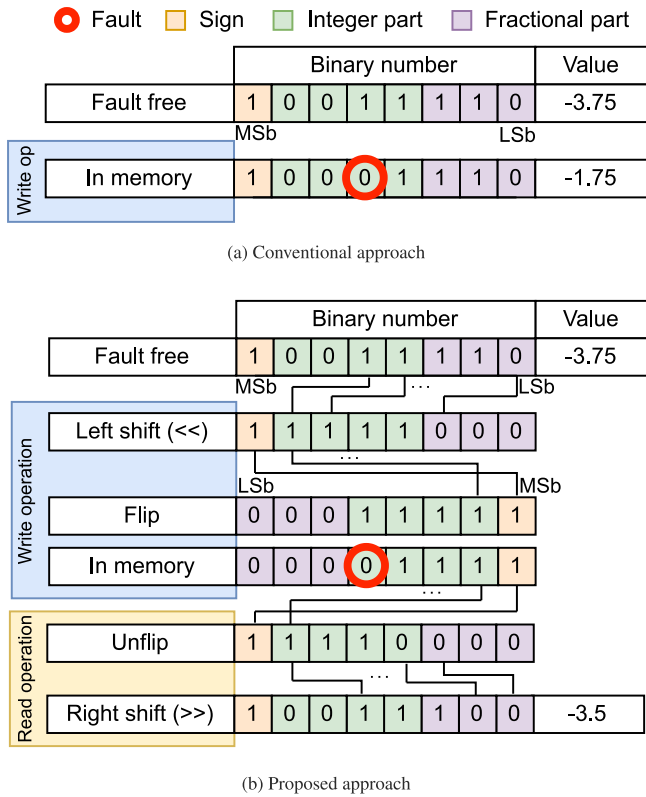 Fault Sign Integer part Fractional part
Binary number Value
Fault free 1 0 0 1 1 1 1 0 -3.75
MSb LSb
Write op
In memory 1 0 0 0 1 1 1 0 -1.75
(a) Conventional approach
Binary number Value
Fault free 1 0 0 1 1 1 1 0 -3.75
MSb ... LSb
Write operation
Left shift (<<) 1 1 1 1 1 0 0 0
...
LSb MSb
Flip 0 0 0 1 1 1 1 1
In memory 0 0 0 0 1 1 1 1
...
Read operation
Unflip 1 1 1 1 0 0 0 0
...
Right shift (>>) 1 0 0 1 1 1 0 0 -3.5
(b) Proposed approach